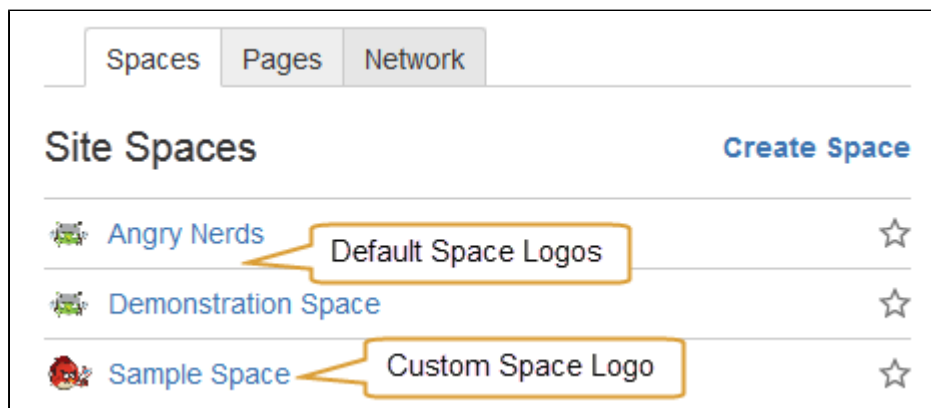 Spaces Pages Network
Site Spaces Create Space
Angry Nerds
Default Space Logos
Demonstration Space
Sample Space Custom Space Logo